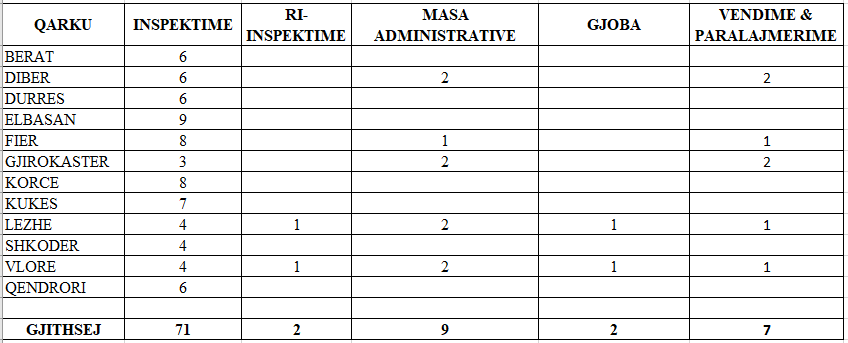 QARKU INSPEKTIME RI-INSPEKTIME MASA ADMINISTRATIVE GJOBA VENDIME & PARALAJMERIME
BERAT 6
DIBER 6 2 2
DURRES 6
ELBASAN 9
FIER 8 1 1
GJIROKASTER 3 2 2
KORCE 8
KUKES 7
LEZHE 4 1 2 1 1
SHKODER 4
VLORE 4 1 2 1 1
QENDRORI 6
GJITHSEJ 71 2 9 2 7